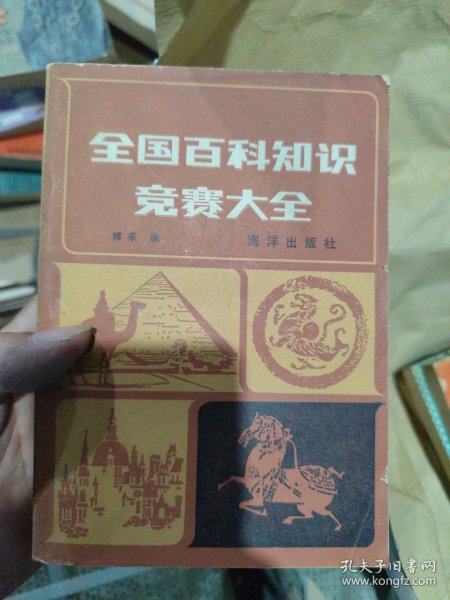 全国百科知识
竞赛大全
博采 编 海洋出版社
孔夫子旧书网
www.kongfz.com